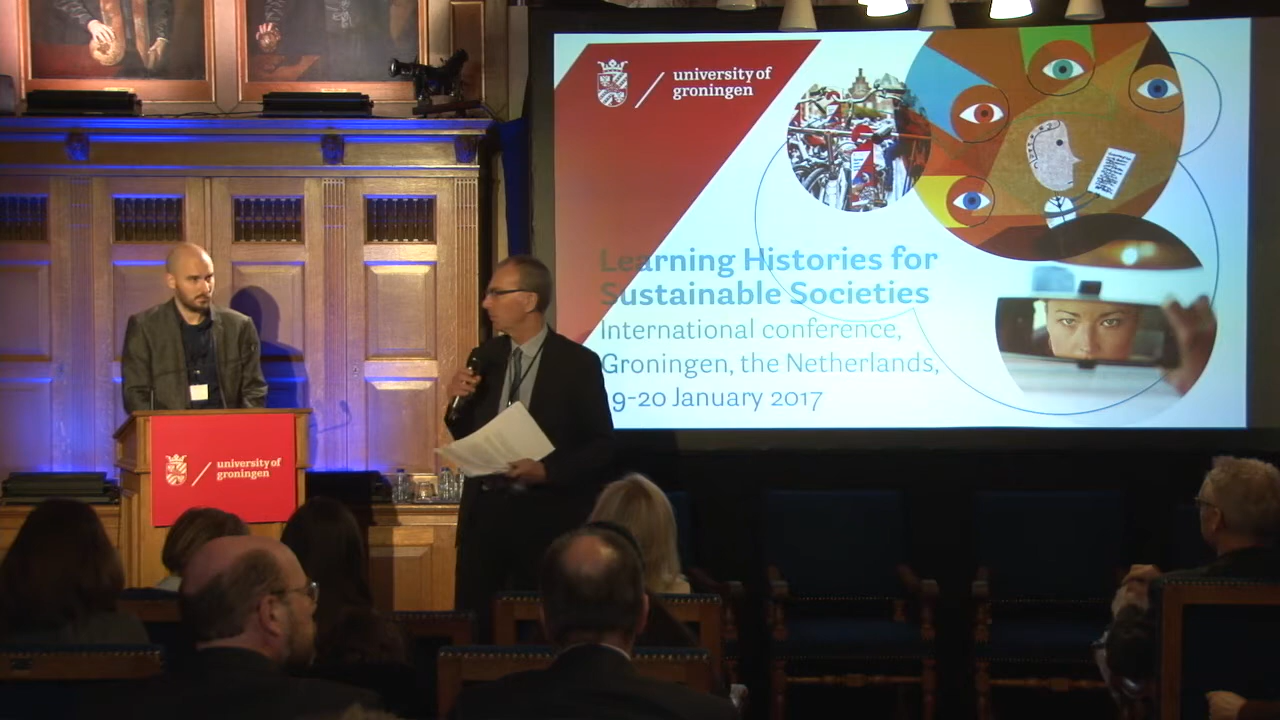 university of
groningen
Learning Histories for
Sustainable Societies
International conference,
Groningen, the Netherlands,
9-20 January 2017
university of
groningen